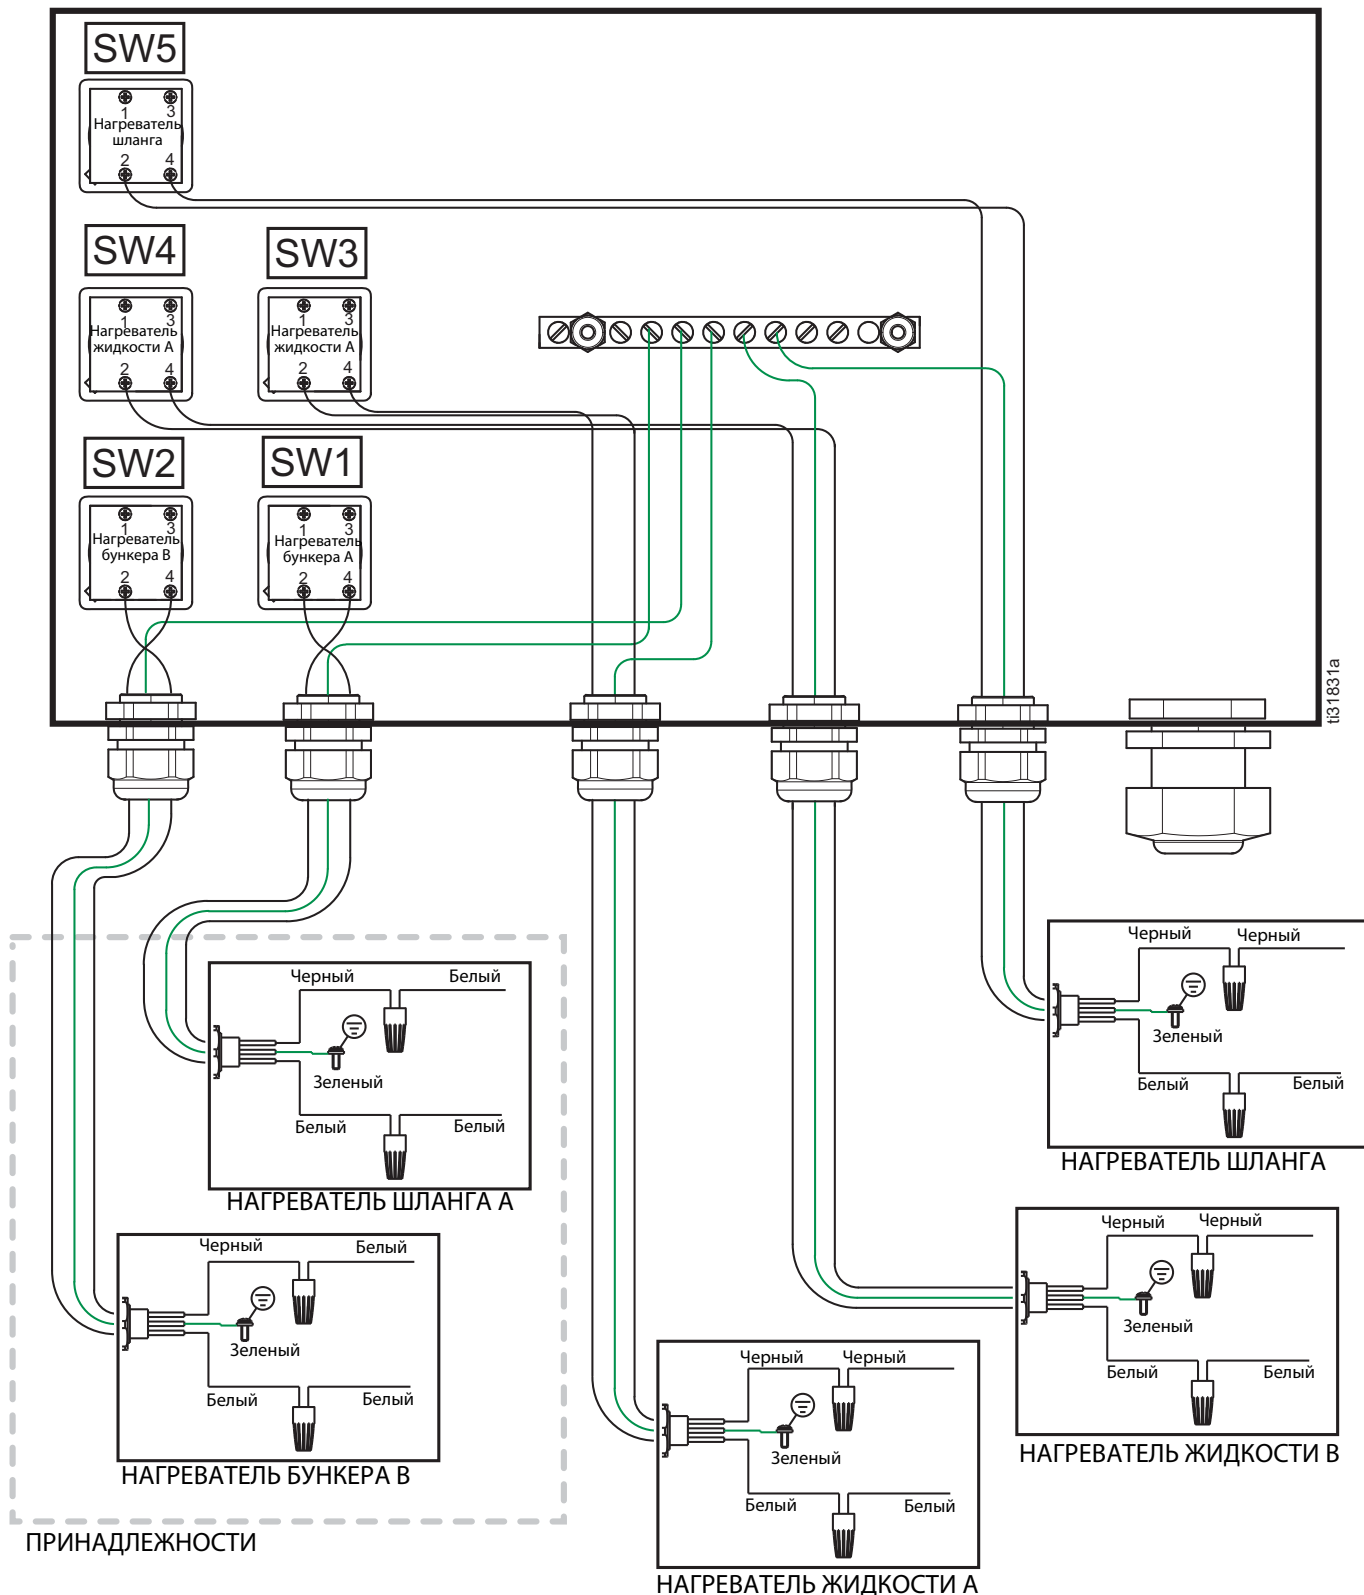 SW5
1 3
Нагреватель
шланга
2 4
SW4
SW3
1 3
Нагреватель
жидкости А
2 4
1 3
Нагреватель
жидкости А
2 4
SW2
SW1
1 3
Нагреватель
бункера В
2 4
1 3
Нагреватель
бункера А
2 4
ti31831a
Черный Черный
Зеленый
Белый Белый
НАГРЕВАТЕЛЬ ШЛАНГА
Черный Белый
Зеленый
Белый Белый
НАГРЕВАТЕЛЬ ШЛАНГА А
Черный Черный
Зеленый
Белый Белый
НАГРЕВАТЕЛЬ ЖИДКОСТИ В
Черный Белый
Зеленый
Белый Белый
НАГРЕВАТЕЛЬ БУНКЕРА В
Черный Черный
Зеленый
Белый Белый
НАГРЕВАТЕЛЬ ЖИДКОСТИ А
ПРИНАДЛЕЖНОСТИ